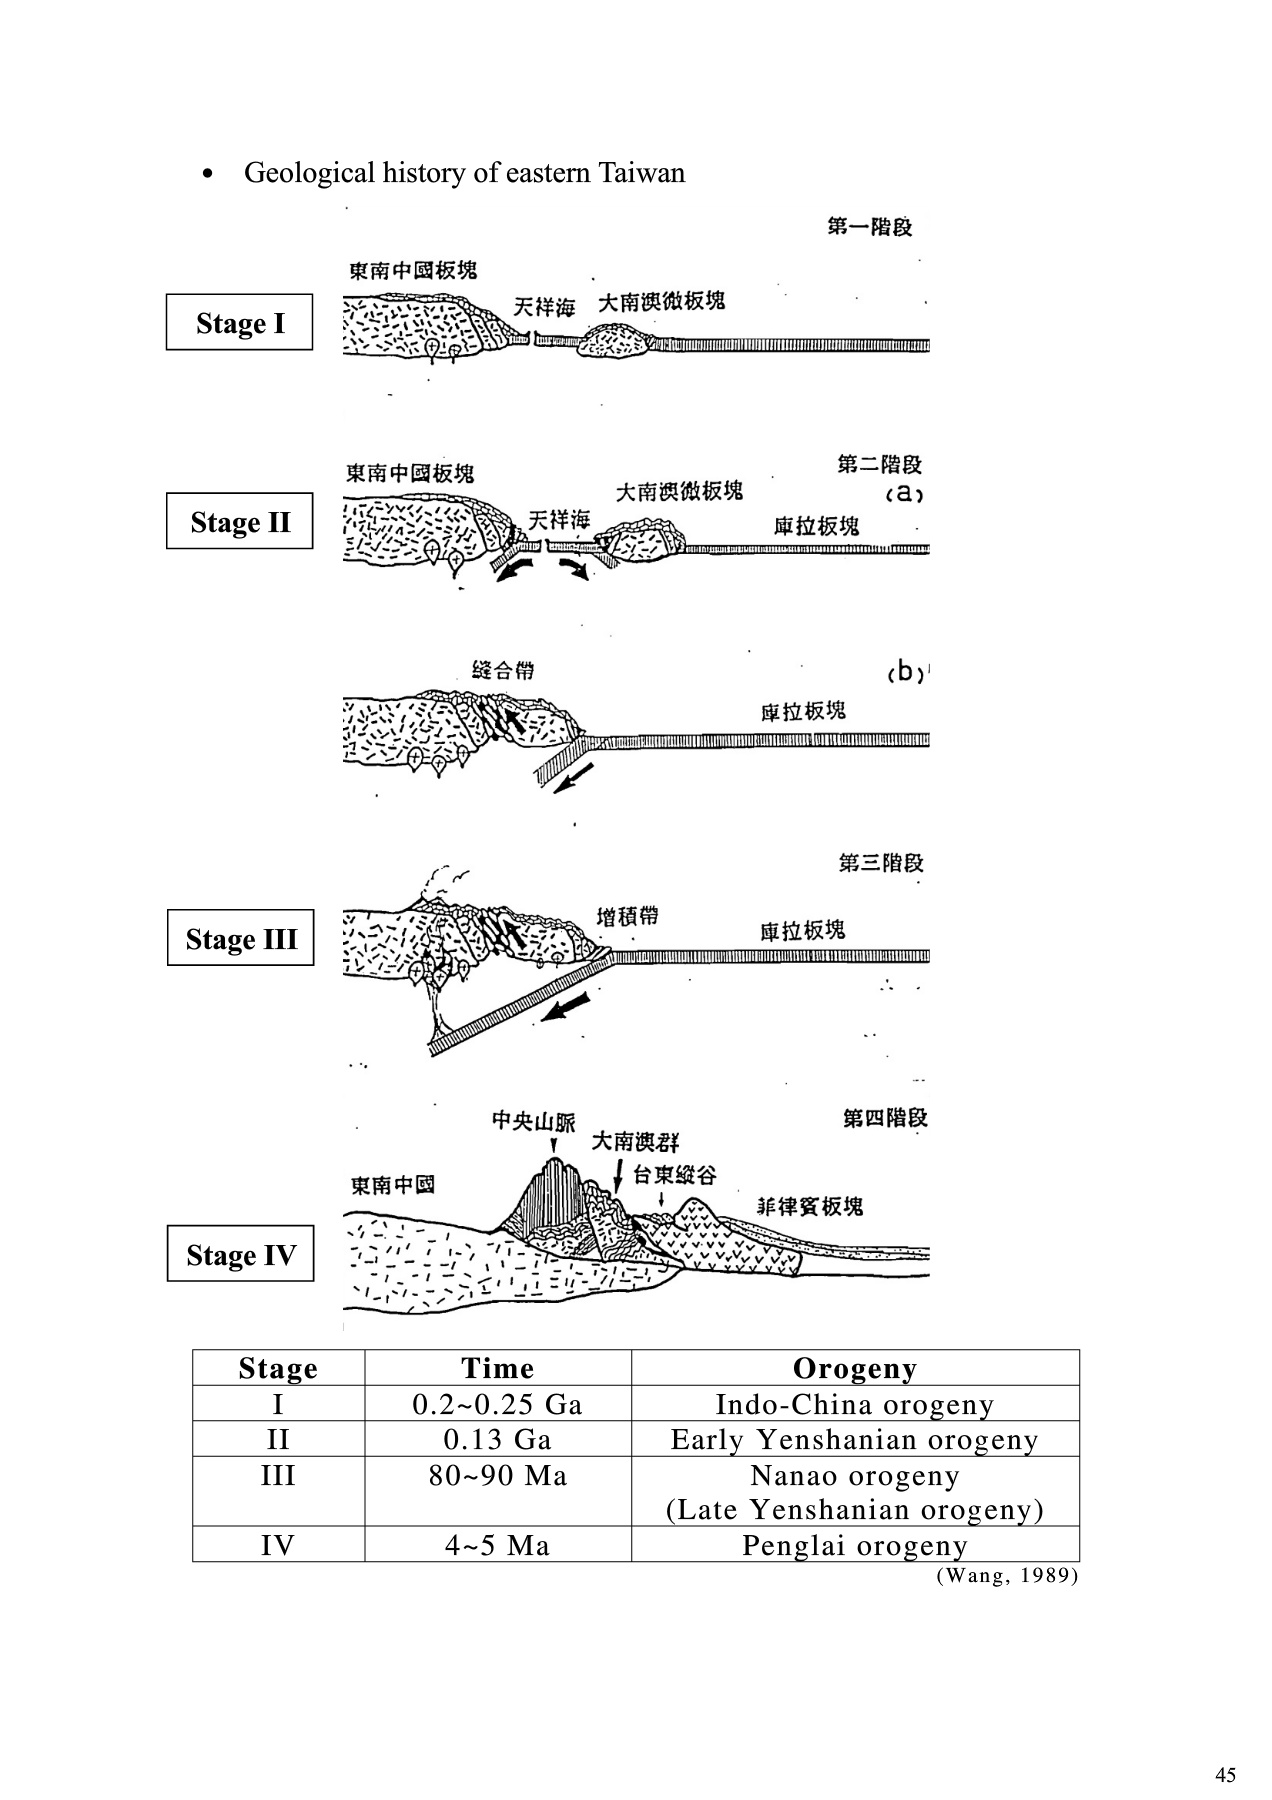 • Geological history of eastern Taiwan
第一階段
東南中國板塊
天祥海 大南澳微板塊
Stage I
第二階段
東南中國板塊
(a)
大南澳微板塊
Stage II
天祥海
庫拉板塊
縫合帶
(b)
庫拉板塊
第三階段
增積帶
庫拉板塊
Stage III
中央山脈
第四階段
大南澳群
台東縱谷
東南中國
菲律賓板塊
Stage IV
Stage Time Orogeny
I 0.2~0.25 Ga Indo-China orogeny
II 0.13 Ga Early Yenshanian orogeny
III 80~90 Ma Nanao orogeny
(Late Yenshanian orogeny)
IV 4~5 Ma Penglai orogeny
(Wang, 1989)
45